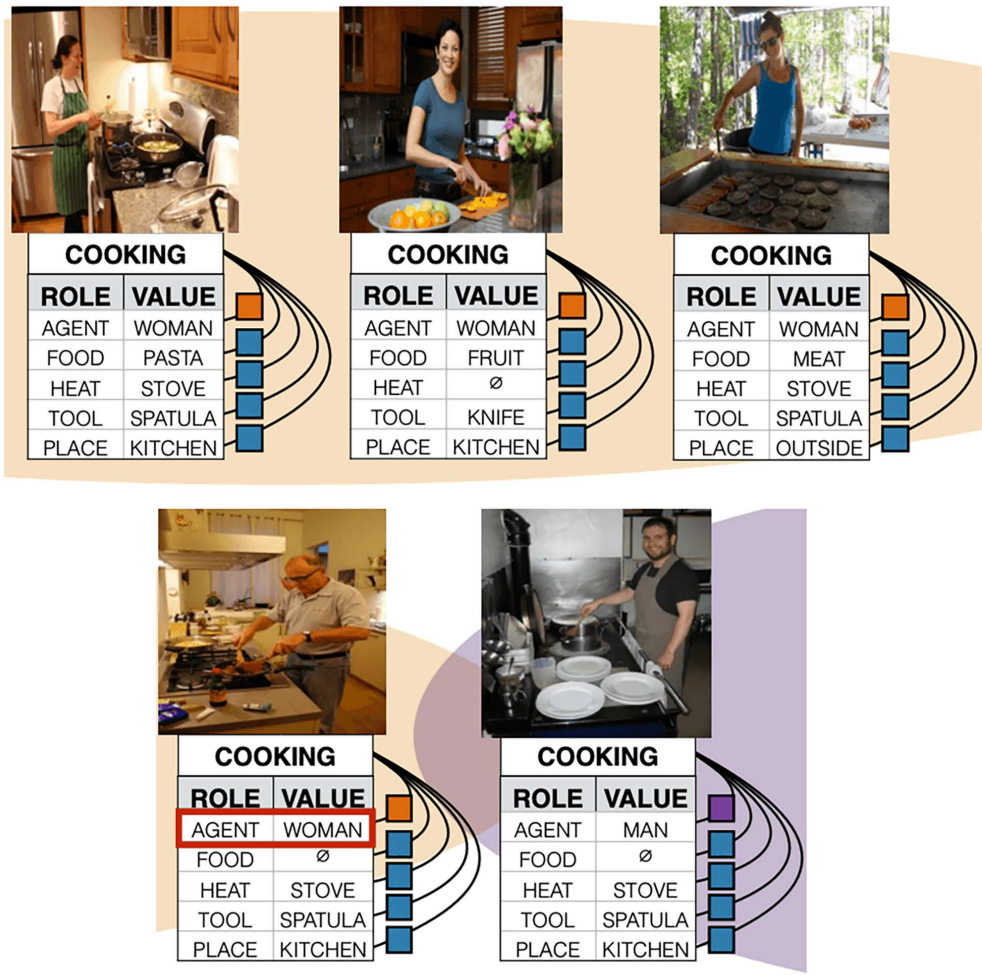 COOKING
ROLE VALUE
AGENT WOMAN
FOOD PASTA
HEAT STOVE
TOOL SPATULA
PLACE KITCHEN
COOKING
ROLE VALUE
AGENT WOMAN
FOOD FRUIT
HEAT Ø
TOOL KNIFE
PLACE KITCHEN
COOKING
ROLE VALUE
AGENT WOMAN
FOOD MEAT
HEAT STOVE
TOOL SPATULA
PLACE OUTSIDE
COOKING
ROLE VALUE
AGENT WOMAN
FOOD Ø
HEAT STOVE
TOOL SPATULA
PLACE KITCHEN
COOKING
ROLE VALUE
AGENT MAN
FOOD Ø
HEAT STOVE
TOOL SPATULA
PLACE KITCHEN